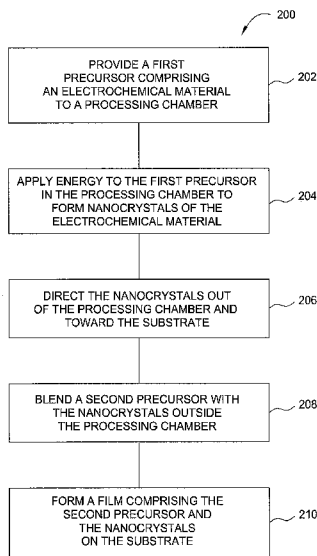 200
PROVIDE A FIRST
PRECURSOR COMPRISING
AN ELECTROCHEMICAL MATERIAL
TO A PROCESSING CHAMBER
202
APPLY ENERGY TO THE FIRST PRECURSOR
IN THE PROCESSING CHAMBER TO
FORM NANOCRYSTALS OF THE
ELECTROCHEMICAL MATERIAL
204
DIRECT THE NANOCRYSTALS OUT
OF THE PROCESSING CHAMBER AND
TOWARD THE SUBSTRATE
206
BLEND A SECOND PRECURSOR WITH
THE NANOCRYSTALS OUTSIDE
THE PROCESSING CHAMBER
208
FORM A FILM COMPRISING THE
SECOND PRECURSOR AND
THE NANOCRYSTALS
ON THE SUBSTRATE
210